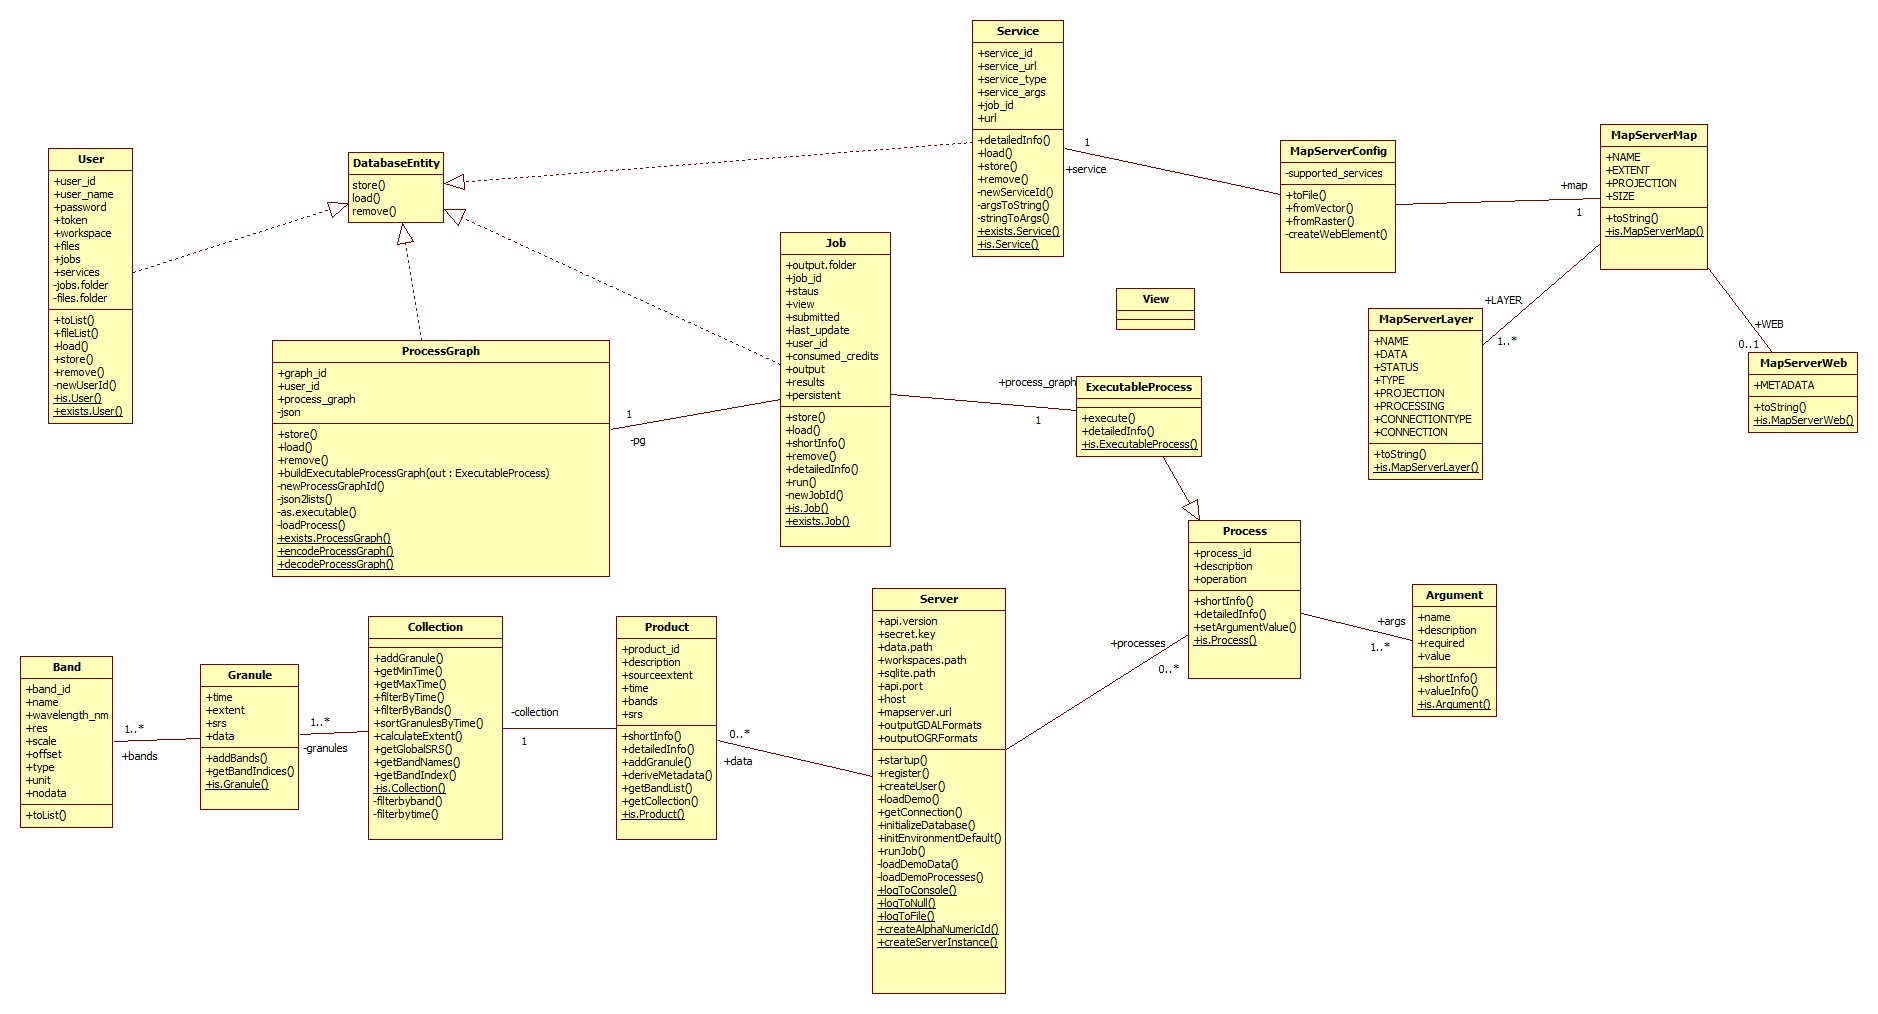 Service
+service_id
+service_url
+service_type
+service_args
+job_id
+url
+detailedInfo()
+load()
+store()
+remove()
-newServiceId()
-argsToString()
-stringToArgs()
+exists.Service()
+is.Service()
1
+service
MapServerConfig
-supported_services
+toFile()
+fromVector()
+fromRaster()
-createWebElement()
+map
1
MapServerMap
+NAME
+EXTENT
+PROJECTION
+SIZE
+toString()
+is.MapServerMap()
User
+user_id
+user_name
+password
+token
+workspace
+files
+jobs
+services
-jobs.folder
-files.folder
+toList()
+fileList()
+load()
+store()
+remove()
-newUserId()
+is.User()
+exists.User()
DatabaseEntity
store()
load()
remove()
Job
+output.folder
+job_id
+staus
+view
+submitted
+last_update
+user_id
+consumed_credits
+output
+results
+persistent
+store()
+load()
+shortInfo()
+remove()
+detailedInfo()
+run()
-newJobId()
+is.Job()
+exists.Job()
View
+LAYER
1..*
MapServerLayer
+NAME
+DATA
+STATUS
+TYPE
+PROJECTION
+PROCESSING
+CONNECTIONTYPE
+CONNECTION
+toString()
+is.MapServerLayer()
+WEB
0..1
MapServerWeb
+METADATA
+toString()
+is.MapServerWeb()
ProcessGraph
+graph_id
+user_id
+process_graph
-json
+store()
+load()
+remove()
+buildExecutableProcessGraph(out : ExecutableProcess)
-newProcessGraphId()
-json2lists()
-as.executable()
-loadProcess()
+exists.ProcessGraph()
+encodeProcessGraph()
+decodeProcessGraph()
1
-pg
+process_graph
1
ExecutableProcess
+execute()
+detailedInfo()
+is.ExecutableProcess()
Process
+process_id
+description
+operation
+shortInfo()
+detailedInfo()
+setArgumentValue()
+is.Process()
+args
1..*
Argument
+name
+description
+required
+value
+shortInfo()
+valueInfo()
+is.Argument()
Band
+band_id
+name
+wavelength_nm
+res
+scale
+offset
+type
+unit
+nodata
+toList()
1..*
+bands
Granule
+time
+extent
+srs
+data
+addBands()
+getBandIndices()
+is.Granule()
1..*
-granules
Collection
+addGranule()
+getMinTime()
+getMaxTime()
+filterByTime()
+filterByBands()
+sortGranulesByTime()
+calculateExtent()
+getGlobalSRS()
+getBandNames()
+getBandIndex()
+is.Collection()
-filterbyband()
-filterbytime()
-collection
1
Product
+product_id
+description
+sourceextent
+time
+bands
+srs
+shortInfo()
+detailedInfo()
+addGranule()
+deriveMetadata()
+getBandList()
+getCollection()
+is.Product()
0..*
+data
Server
+api.version
+secret.key
+data.path
+workspaces.path
+sqlite.path
+api.port
+host
+mapserver.url
+outputGDALFormats
+outputOGRFormats
+startup()
+register()
+createUser()
+loadDemo()
+getConnection()
+initializeDatabase()
+initEnvironmentDefault()
+runJob()
-loadDemoData()
-loadDemoProcesses()
+logToConsole()
+logToNull()
+logToFile()
+createAlphaNumericId()
+createServerInstance()
+processes
0..*